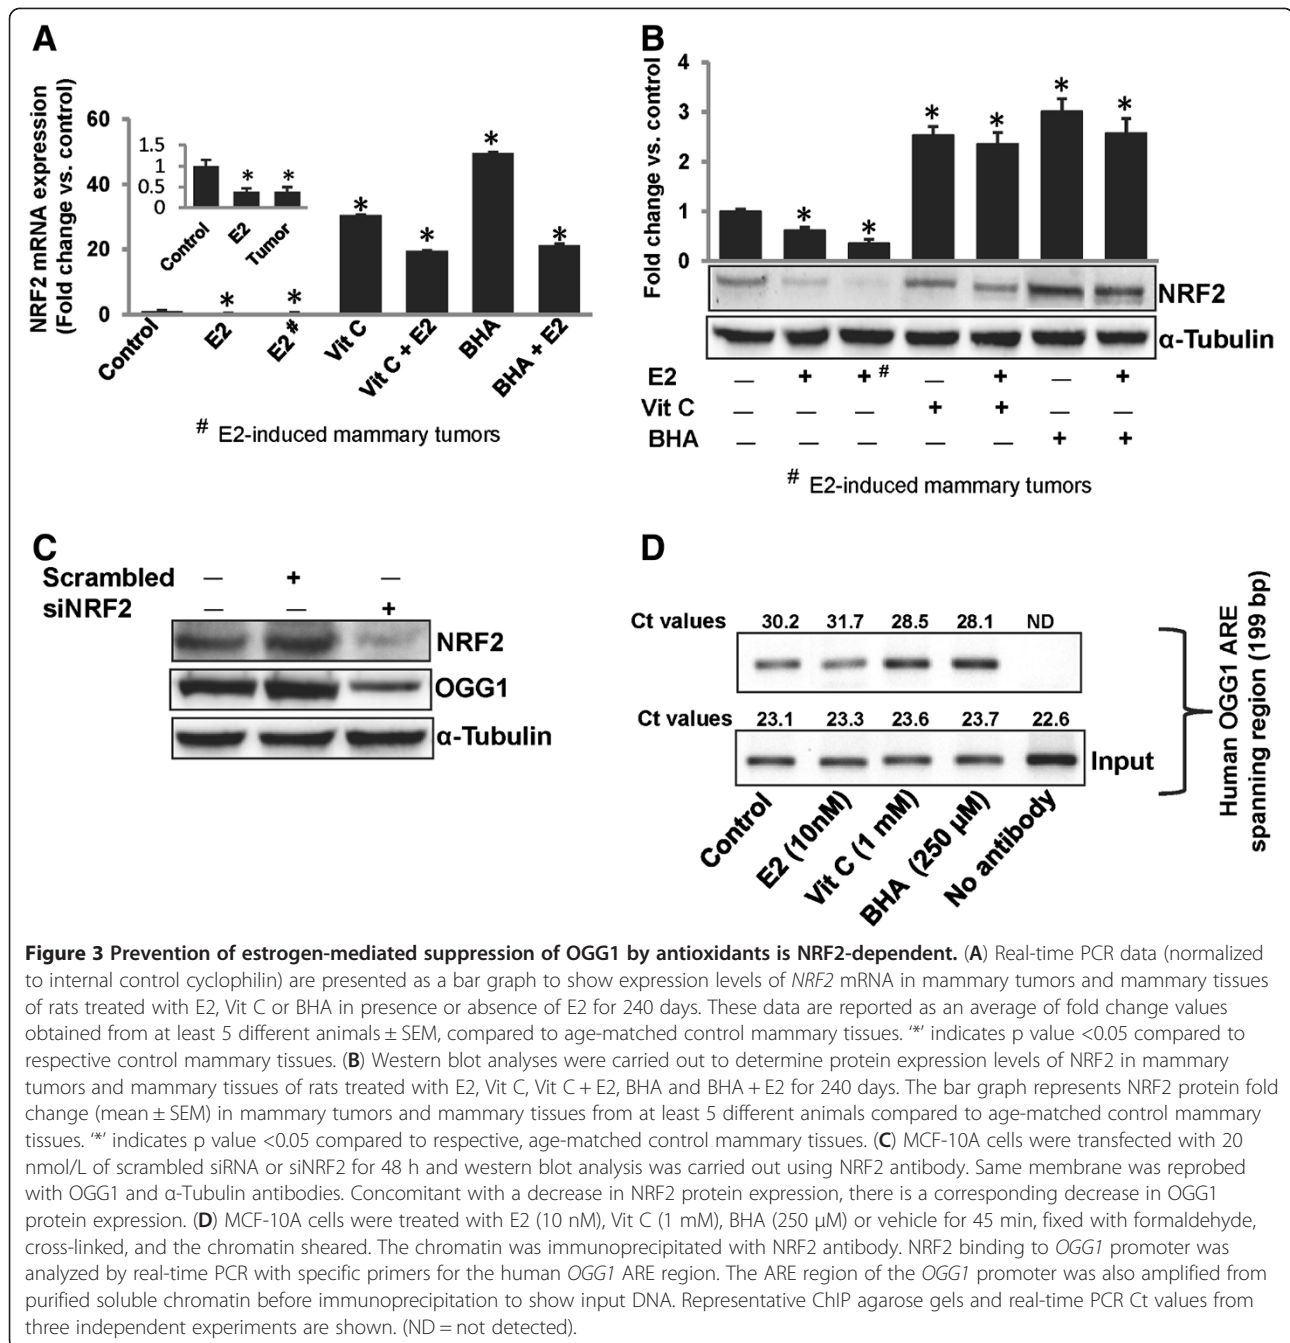 A
NRF2 mRNA expression
(Fold change vs. control)
60
40
20
0
1.5
1
0.5
0
*
*
Control
E2
Tumor
*
*
*
*
*
*
Control
E2
E2 #
Vit C
Vit C + E2
BHA
BHA + E2
# E2-induced mammary tumors
B
Fold change vs. control
4
3
2
1
0
*
*
*
*
*
*
NRF2
α-Tubulin
E2 — + + # — + — +
Vit C — — — + + — —
BHA — — — — — + +
# E2-induced mammary tumors
C
Scrambled — + —
siNRF2 — — +
NRF2
OGG1
α-Tubulin
D
Ct values 30.2 31.7 28.5 28.1 ND
Ct values 23.1 23.3 23.6 23.7 22.6
Input
Control
E2 (10nM)
Vit C (1 mM)
BHA (250 µM)
No antibody
Human OGG1 ARE
spanning region (199 bp)
Figure 3 Prevention of estrogen-mediated suppression of OGG1 by antioxidants is NRF2-dependent. (A) Real-time PCR data (normalized
to internal control cyclophilin) are presented as a bar graph to show expression levels of NRF2 mRNA in mammary tumors and mammary tissues
of rats treated with E2, Vit C or BHA in presence or absence of E2 for 240 days. These data are reported as an average of fold change values
obtained from at least 5 different animals ± SEM, compared to age-matched control mammary tissues. ‘*’ indicates p value <0.05 compared to
respective control mammary tissues. (B) Western blot analyses were carried out to determine protein expression levels of NRF2 in mammary
tumors and mammary tissues of rats treated with E2, Vit C, Vit C + E2, BHA and BHA + E2 for 240 days. The bar graph represents NRF2 protein fold
change (mean ± SEM) in mammary tumors and mammary tissues from at least 5 different animals compared to age-matched control mammary
tissues. ‘*’ indicates p value <0.05 compared to respective, age-matched control mammary tissues. (C) MCF-10A cells were transfected with 20
nmol/L of scrambled siRNA or siNRF2 for 48 h and western blot analysis was carried out using NRF2 antibody. Same membrane was reprobed
with OGG1 and α-Tubulin antibodies. Concomitant with a decrease in NRF2 protein expression, there is a corresponding decrease in OGG1
protein expression. (D) MCF-10A cells were treated with E2 (10 nM), Vit C (1 mM), BHA (250 μM) or vehicle for 45 min, fixed with formaldehyde,
cross-linked, and the chromatin sheared. The chromatin was immunoprecipitated with NRF2 antibody. NRF2 binding to OGG1 promoter was
analyzed by real-time PCR with specific primers for the human OGG1 ARE region. The ARE region of the OGG1 promoter was also amplified from
purified soluble chromatin before immunoprecipitation to show input DNA. Representative ChIP agarose gels and real-time PCR Ct values from
three independent experiments are shown. (ND = not detected).